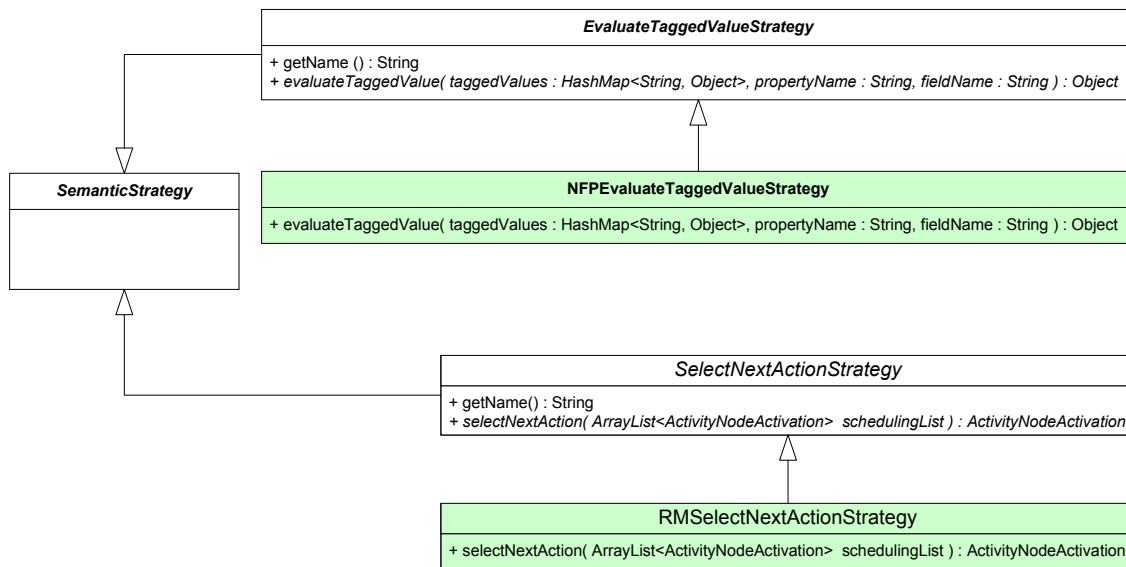 EvaluateTaggedValueStrategy
+ getName () : String
+ evaluateTaggedValue( taggedValues : HashMap<String, Object>, propertyName : String, fieldName : String ) : Object
SemanticStrategy
NFPEvaluateTaggedValueStrategy
+ evaluateTaggedValue( taggedValues : HashMap<String, Object>, propertyName : String, fieldName : String ) : Object
SelectNextActionStrategy
+ getName() : String
+ selectNextAction( ArrayList<ActivityNodeActivation> schedulingList ) : ActivityNodeActivation
RMSelectNextActionStrategy
+ selectNextAction( ArrayList<ActivityNodeActivation> schedulingList ) : ActivityNodeActivation